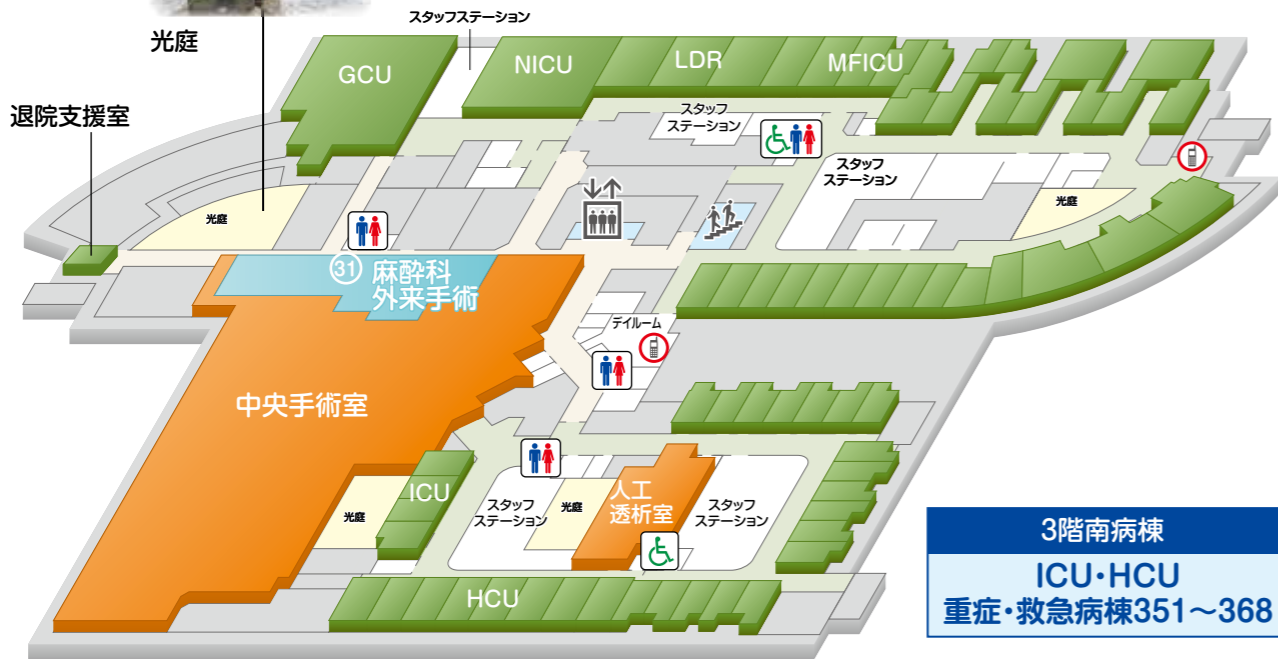 スタッフステーション
光庭
GCU
NICU
LDR
MFICU
退院支援室
スタッフ
ステーション
スタッフ
ステーション
光庭
光庭
31
麻酔科
外来手術
デイルーム
中央手術室
ICU
光庭
スタッフ
ステーション
光庭
人工
透析室
スタッフ
ステーション
HCU
3階南病棟
ICU・HCU
重症・救急病棟351〜368